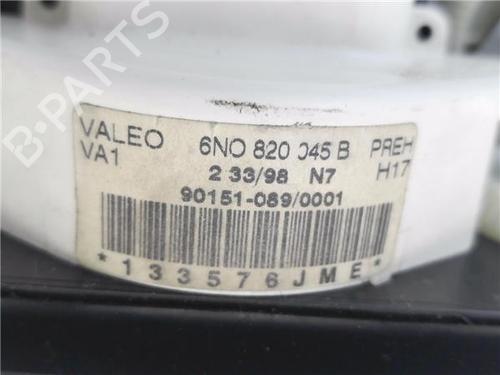 VALEO 6N0 820 045 B PREH
VA1 2 33/98 N7 H17
90151-089/0001
*133576JME*
B-PARTS